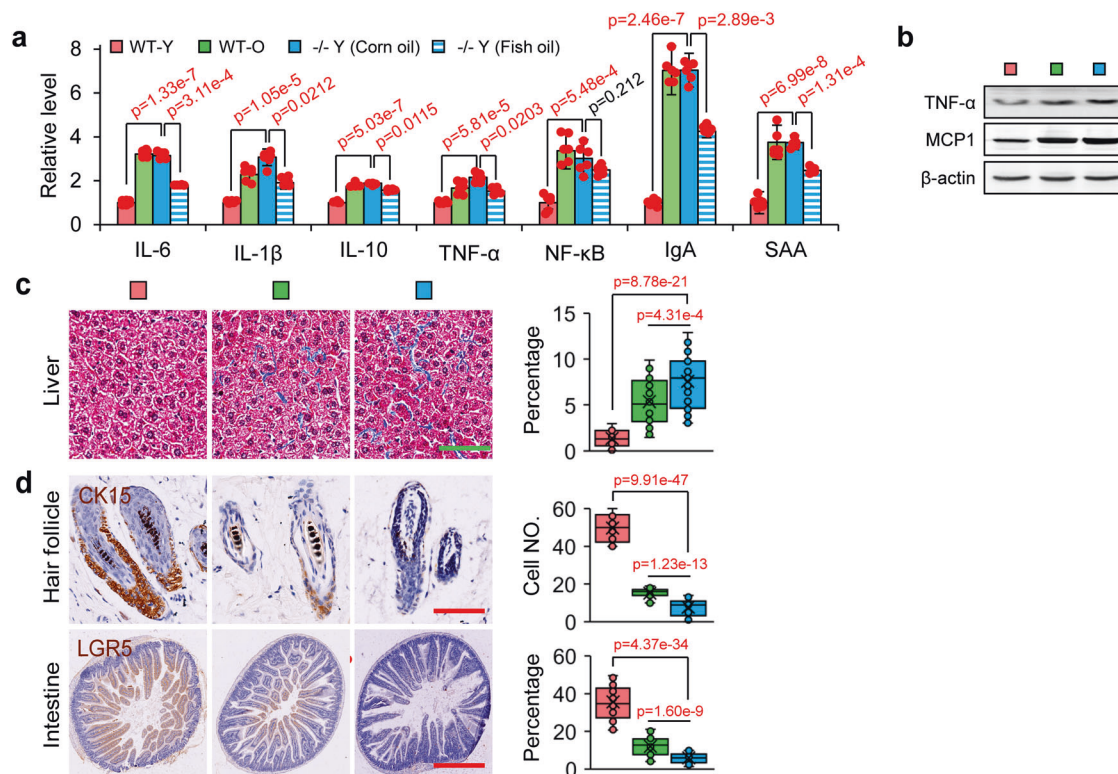 a
WT-Y WT-O -/- Y (Corn oil) -/- Y (Fish oil)
Relative level
8
6
4
2
0
p=1.33e-7
p=3.11e-4
p=1.05e-5
p=0.0212
p=5.03e-7
p=0.0115
p=5.81e-5
p=0.0203
p=5.48e-4
p=0.212
p=2.46e-7
p=2.89e-3
p=6.99e-8
p=1.31e-4
IL-6 IL-1β IL-10 TNF-α NF-κB IgA SAA
b
TNF-α
MCP1
β-actin
c
Liver
p=8.78e-21
p=4.31e-4
Percentage
15
10
5
0
d
Hair follicle
CK15
p=9.91e-47
p=1.23e-13
Cell NO.
60
40
20
0
Intestine
LGR5
p=4.37e-34
p=1.60e-9
Percentage
60
40
20
0